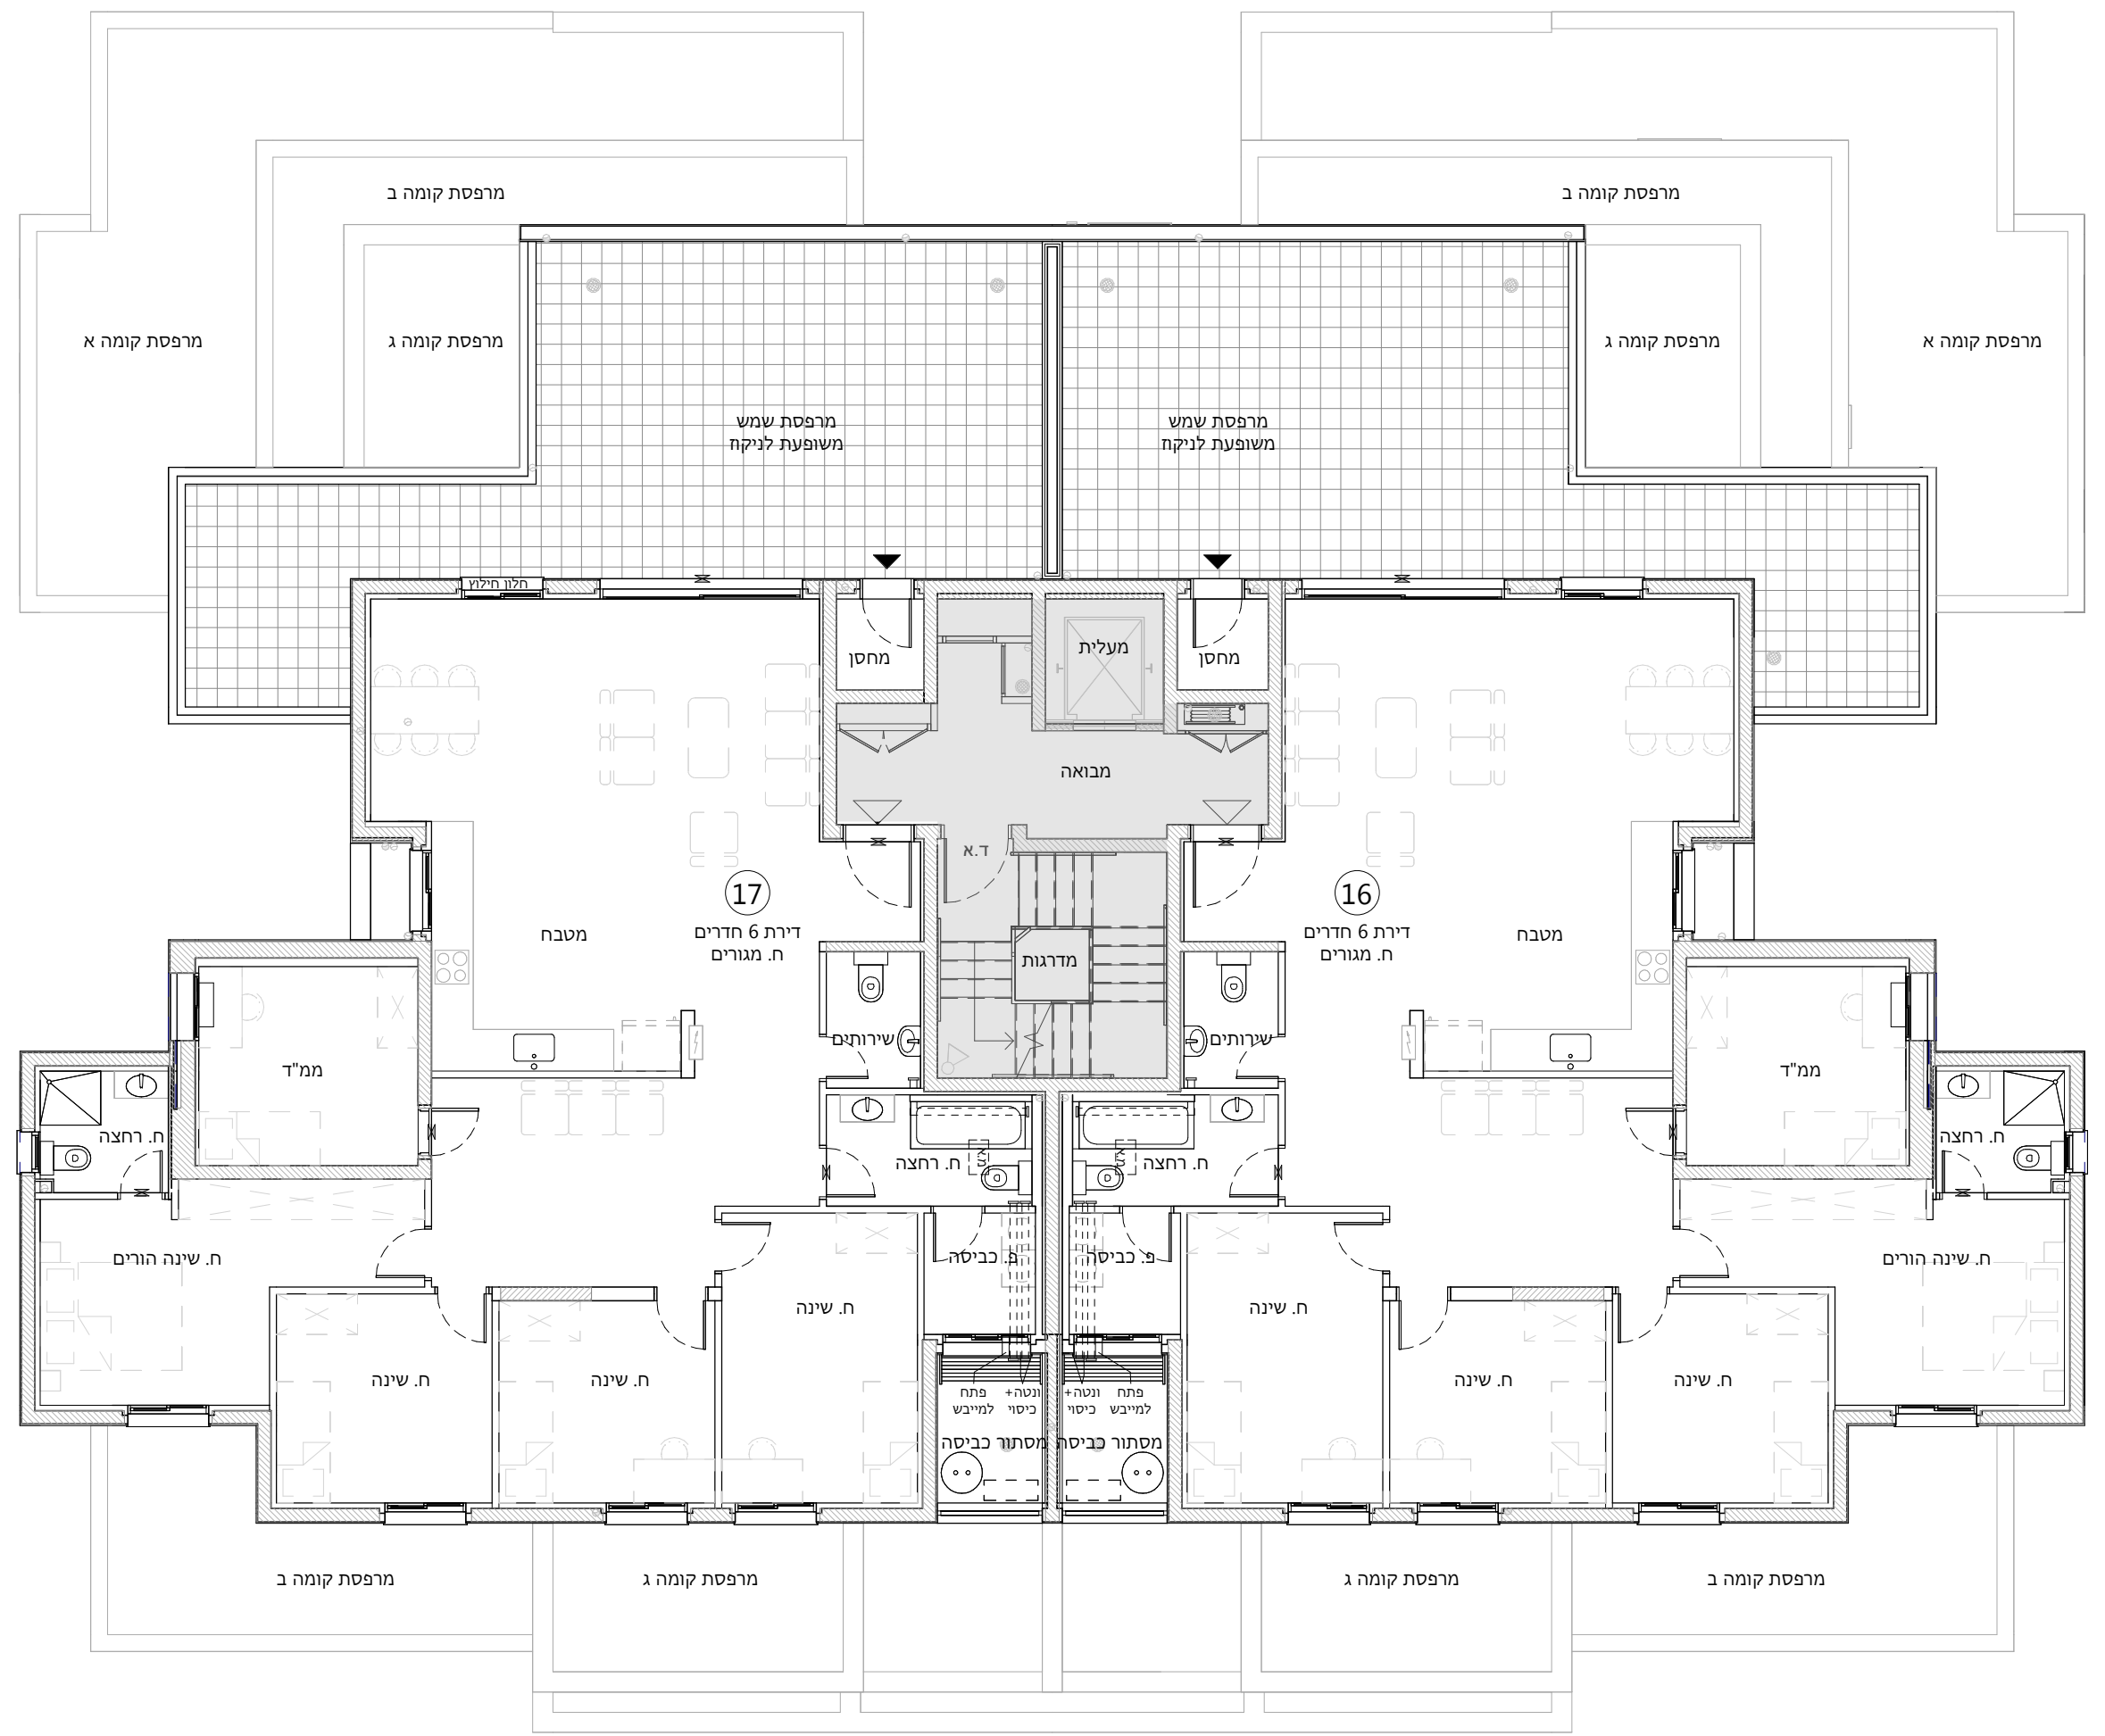 מרפסת קומה ב
מרפסת קומה ב
מרפסת קומה א
מרפסת קומה ג
מרפסת קומה ג
מרפסת קומה א
מרפסת שמש
משופעת לניקוז
מרפסת שמש
משופעת לניקוז
חלון חילוץ
מחסן
מעלית
מחסן
מבואה
ד.א
17
דירת 6 חדרים
ח. מגורים
16
דירת 6 חדרים
ח. מגורים
מטבח
מטבח
מדרגות
שירותים
שירותים
ממ"ד
ממ"ד
ח. רחצה
ח. רחצה
ח. רחצה
ח. רחצה
ח. שינה הורים
פ. כביסה
פ. כביסה
ח. שינה הורים
ח. שינה
ח. שינה
ח. שינה
ח. שינה
ח. שינה
ח. שינה
פתח
למייבש
ונטה+
כיסוי
ונטה+
כיסוי
פתח
למייבש
מסתור כביסה
מסתור כביסה
מרפסת קומה ב
מרפסת קומה ג
מרפסת קומה ג
מרפסת קומה ב